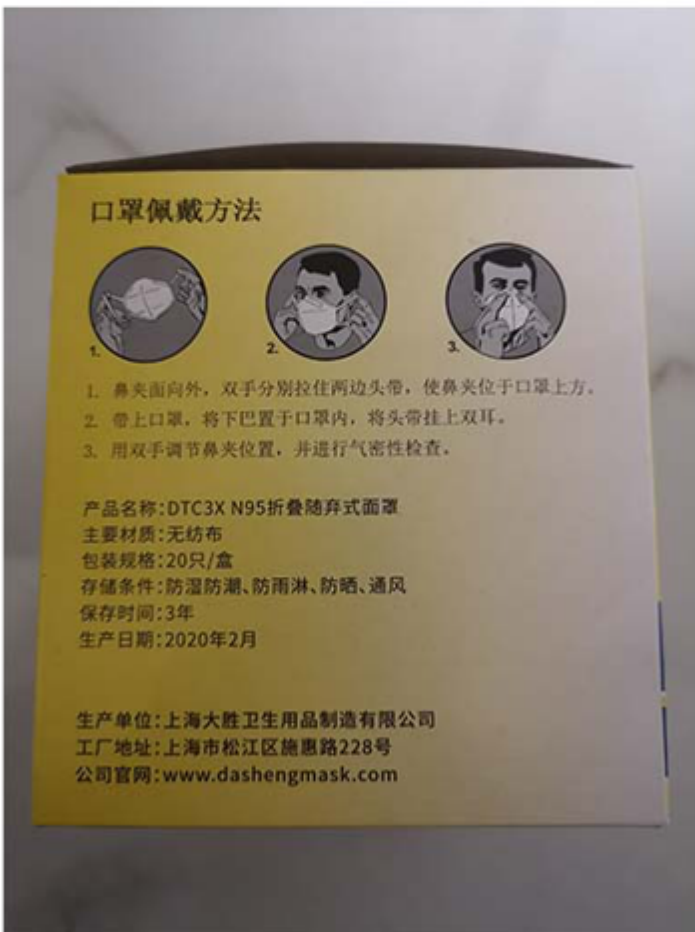 口罩佩戴方法
1.
2.
3.
1. 鼻夹面向外，双手分别拉住两边头带，使鼻夹位于口罩上方。
2. 带上口罩，将下巴置于口罩内，将头带挂上双耳。
3. 用双手调节鼻夹位置，并进行气密性检查。
产品名称:DTC3X N95折叠随弃式面罩
主要材质:无纺布
包装规格:20只/盒
存储条件:防湿防潮、防雨淋、防晒、通风
保存时间:3年
生产日期:2020年2月
生产单位:上海大胜卫生用品制造有限公司
工厂地址:上海市松江区施惠路228号
公司官网:www.dashengmask.com